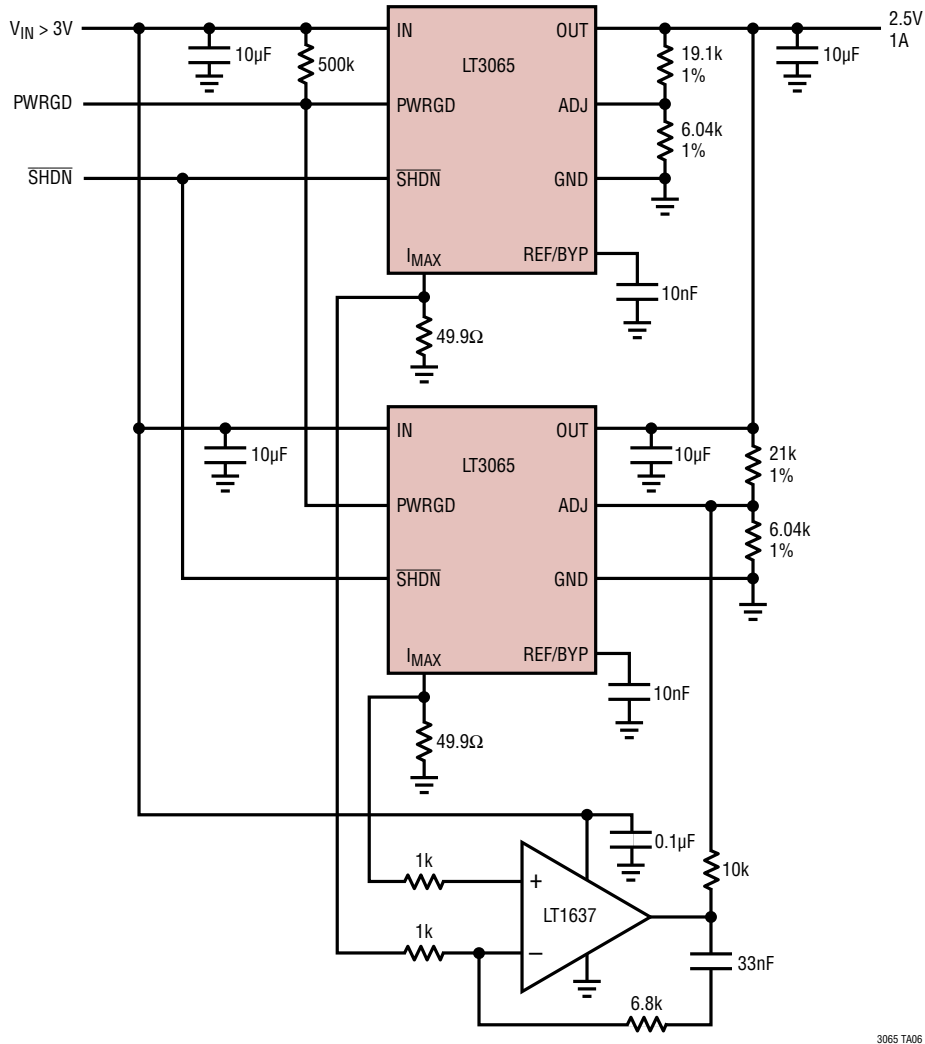 VIN > 3V
10µF
500k
IN
OUT
LT3065
19.1k
1%
10µF
2.5V
1A
PWRGD
PWRGD
ADJ
6.04k
1%
SHDN
SHDN
GND
IMAX
REF/BYP
10nF
49.9Ω
IN
OUT
10µF
LT3065
10µF
21k
1%
PWRGD
ADJ
6.04k
1%
SHDN
GND
IMAX
REF/BYP
10nF
49.9Ω
0.1µF
1k
+
LT1637
10k
1k
–
33nF
6.8k
3065 TA06